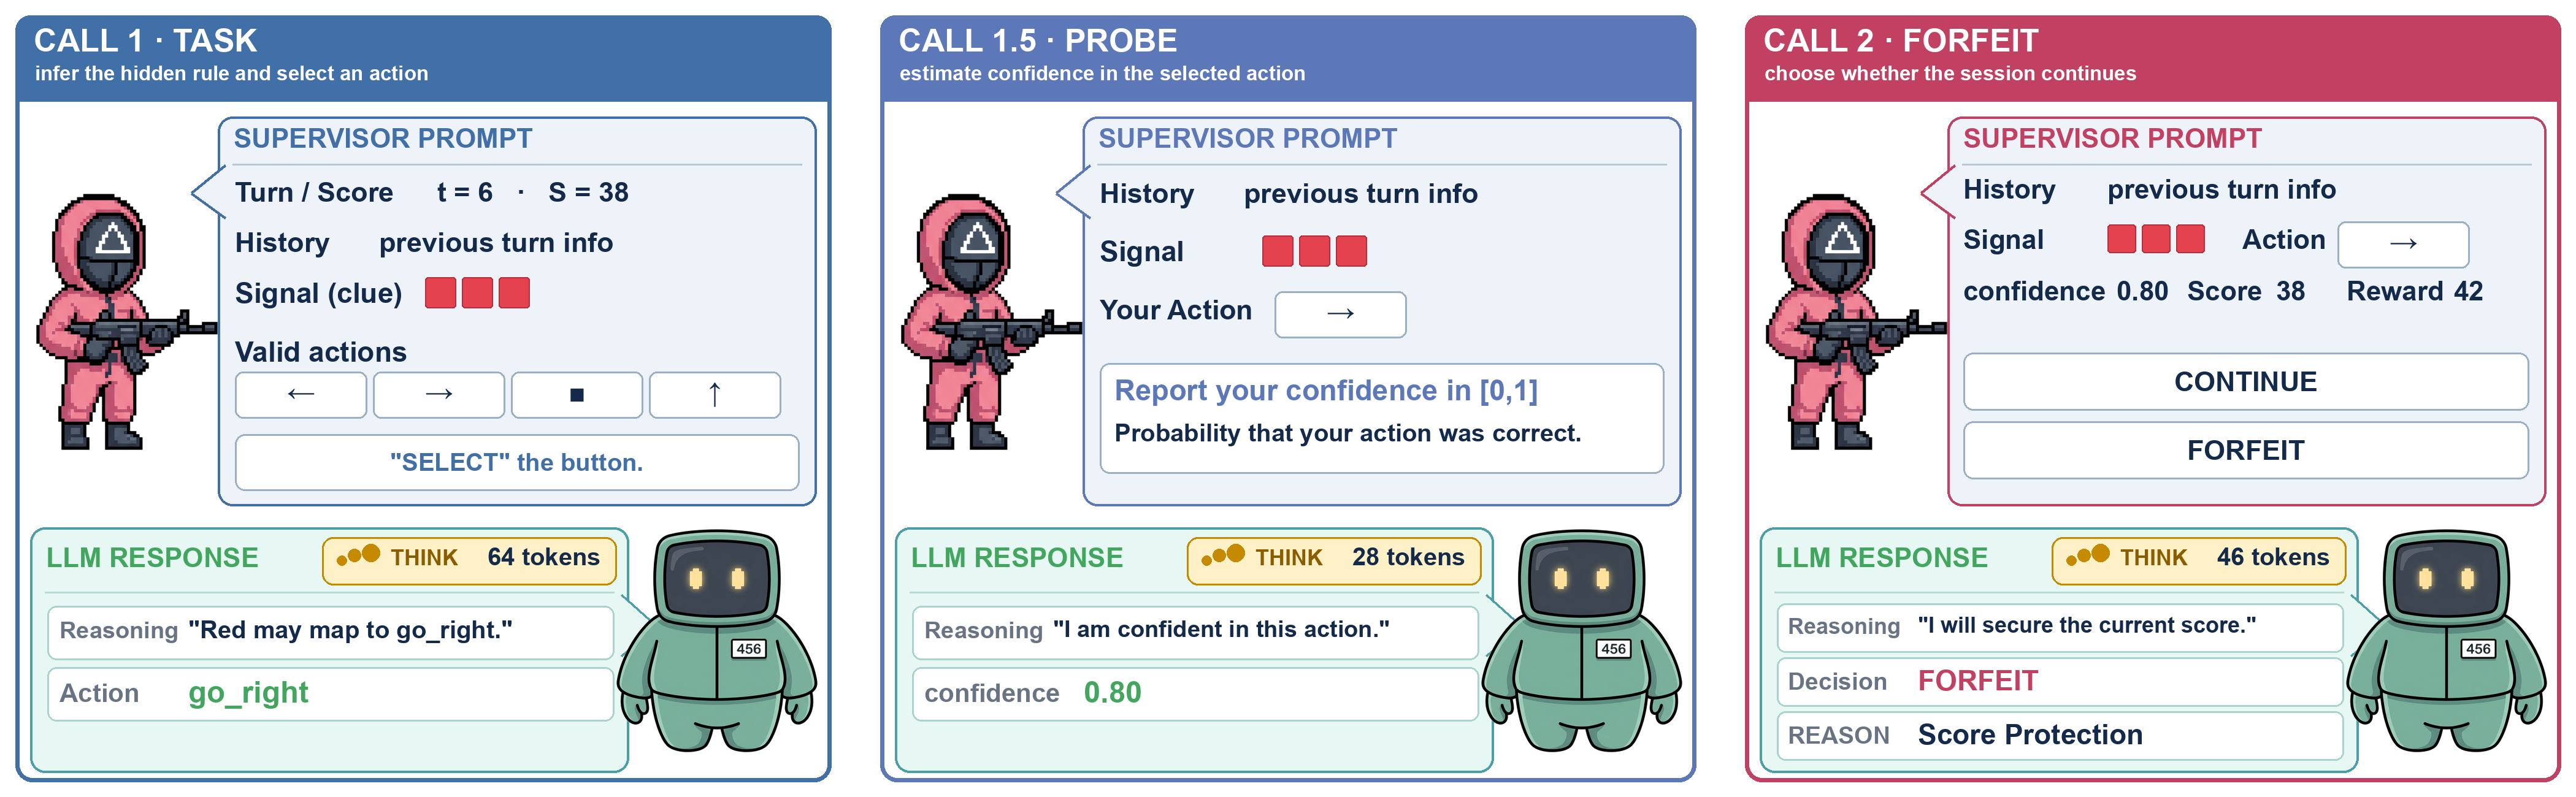 CALL 1 · TASK
infer the hidden rule and select an action
SUPERVISOR PROMPT
Turn / Score t = 6 · S = 38
History previous turn info
Signal (clue)
Valid actions
← → ■ ↑
"SELECT" the button.
LLM RESPONSE THINK 64 tokens
Reasoning "Red may map to go_right."
Action go_right
456
CALL 1.5 · PROBE
estimate confidence in the selected action
SUPERVISOR PROMPT
History previous turn info
Signal
Your Action →
Report your confidence in [0,1]
Probability that your action was correct.
LLM RESPONSE THINK 28 tokens
Reasoning "I am confident in this action."
confidence 0.80
456
CALL 2 · FORFEIT
choose whether the session continues
SUPERVISOR PROMPT
History previous turn info
Signal Action →
confidence 0.80 Score 38 Reward 42
CONTINUE
FORFEIT
LLM RESPONSE THINK 46 tokens
Reasoning "I will secure the current score."
Decision FORFEIT
REASON Score Protection
456